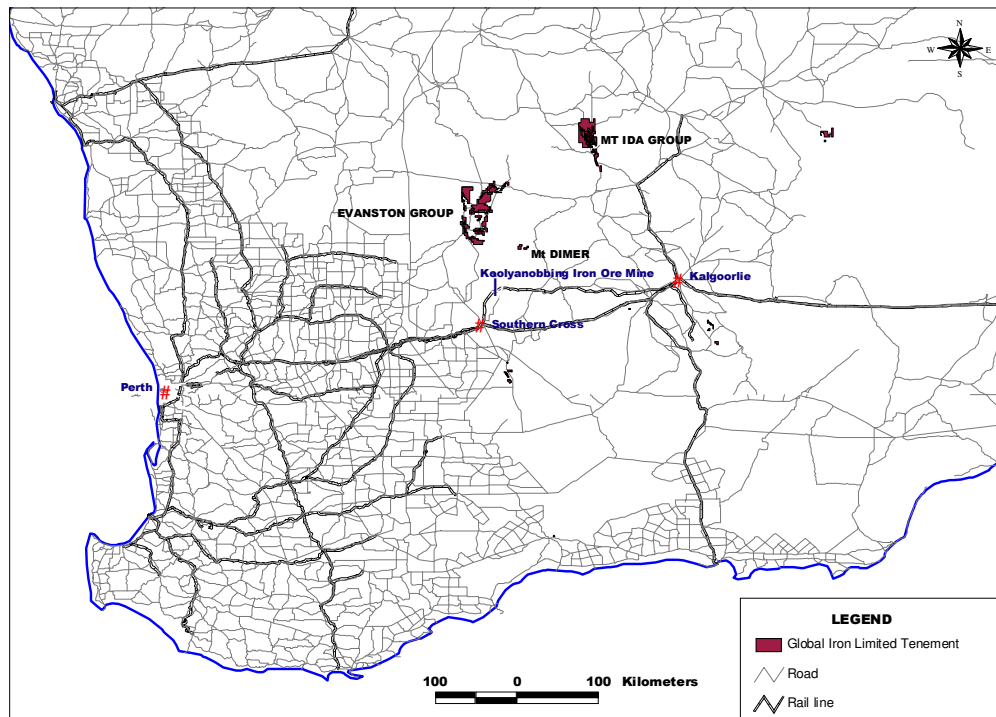 N
W E
S
MT IDA GROUP
EVANSTON GROUP
Mt DIMER
Koolyanobbing Iron Ore Mine
Kalgoorlie
#
Southern Cross
#
Perth
#
LEGEND
Global Iron Limited Tenement
Road
Rail line
100 0 100 Kilometers